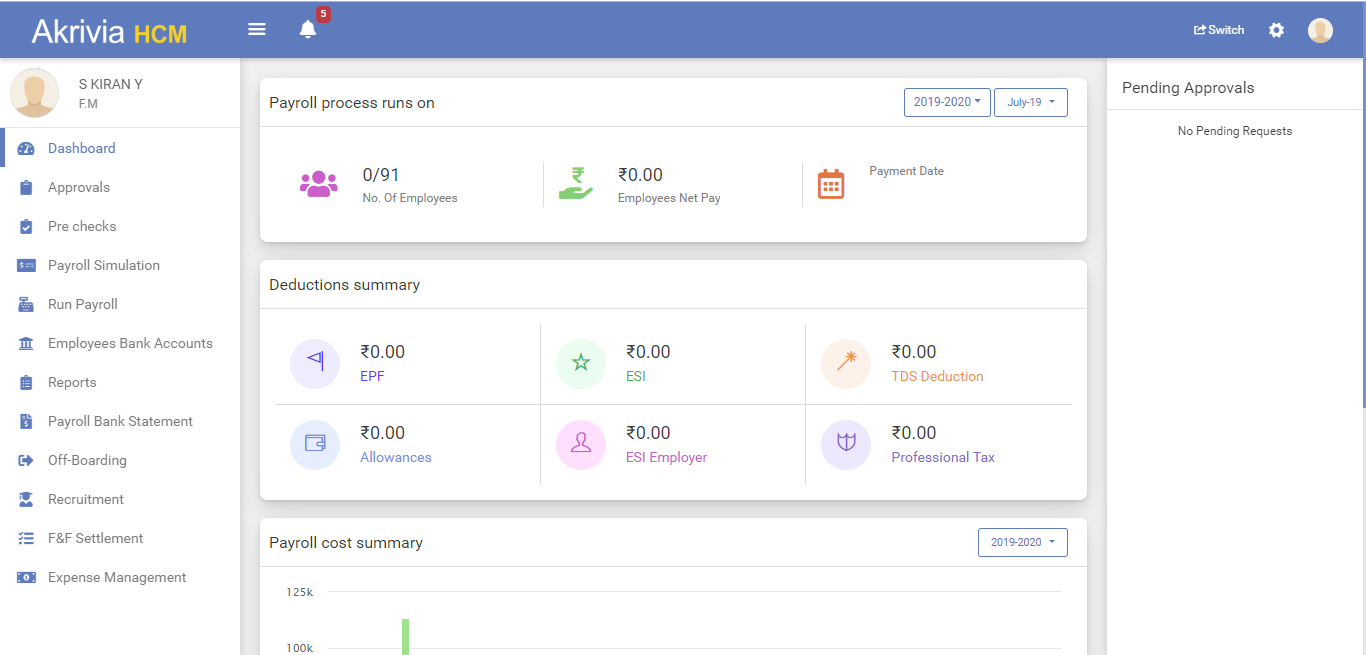 Akrivia HCM
5
Switch
S KIRAN Y
F.M
Dashboard
Approvals
Pre checks
Payroll Simulation
Run Payroll
Employees Bank Accounts
Reports
Payroll Bank Statement
Off-Boarding
Recruitment
F&F Settlement
Expense Management
Payroll process runs on
2019-2020
July-19
0/91
No. Of Employees
₹0.00
Employees Net Pay
Payment Date
Deductions summary
₹0.00
EPF
₹0.00
ESI
₹0.00
TDS Deduction
₹0.00
Allowances
₹0.00
ESI Employer
₹0.00
Professional Tax
Payroll cost summary
2019-2020
125k
100k
Pending Approvals
No Pending Requests